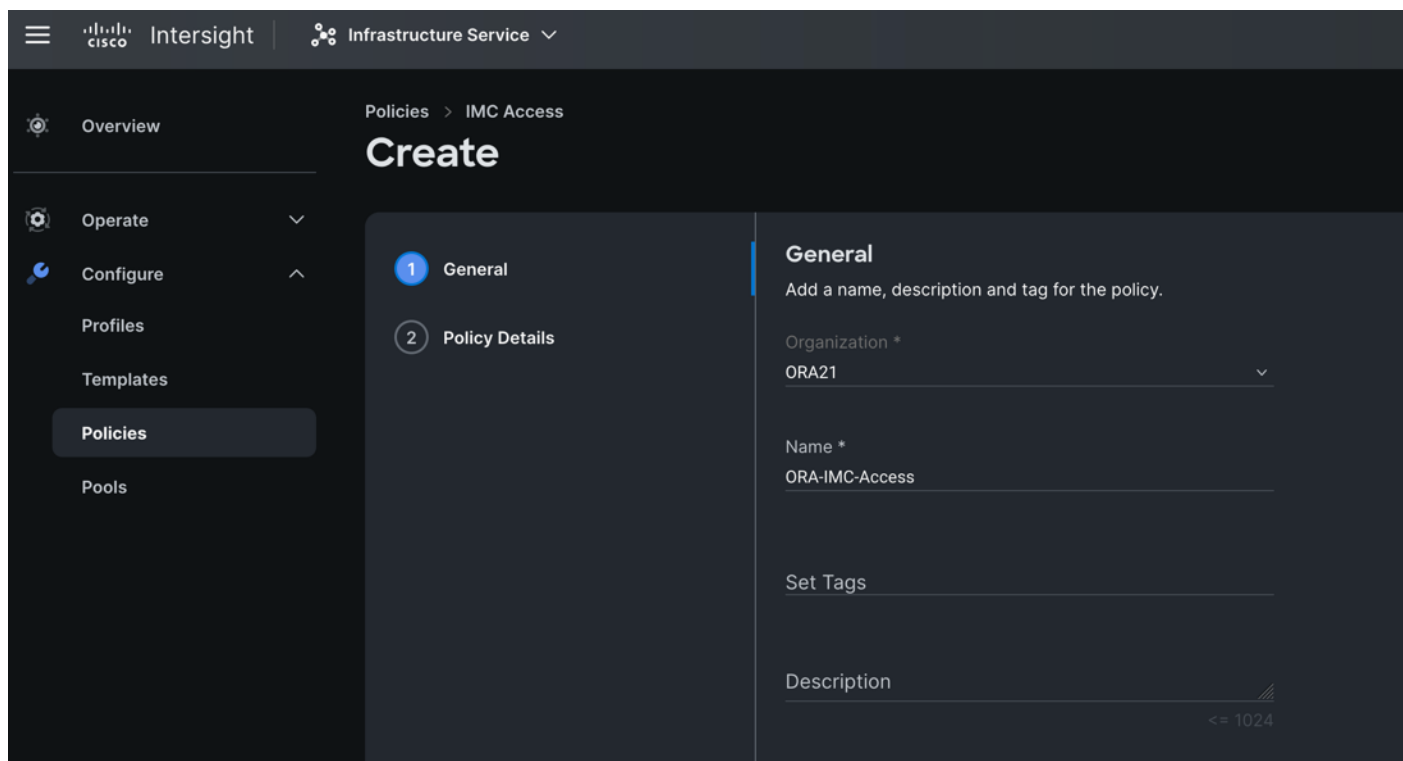 cisco Intersight Infrastructure Service
Overview
Operate
Configure
Profiles
Templates
Policies
Pools
Policies > IMC Access
Create
1 General
2 Policy Details
General
Add a name, description and tag for the policy.
Organization *
ORA21
Name *
ORA-IMC-Access
Set Tags
Description
<= 1024